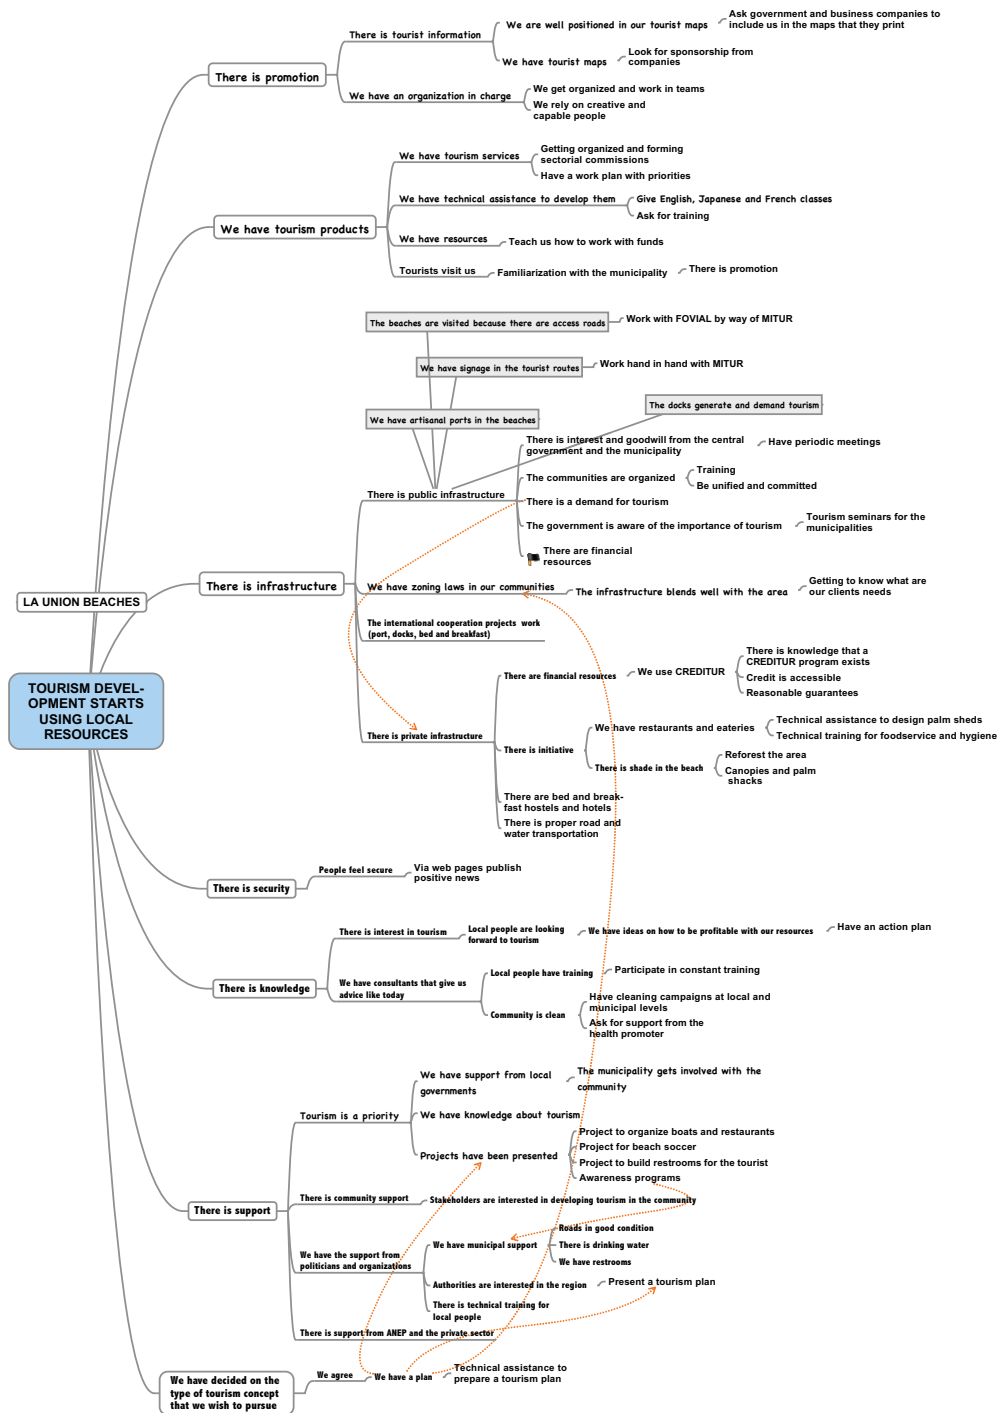 Ask government and business companies to
include us in the maps that they print
We are well positioned in our tourist maps
There is tourist information
Look for sponsorship from
companies
We have tourist maps
There is promotion
We have an organization in charge
We get organized and work in teams
We rely on creative and
capable people
Getting organized and forming
sectorial commissions
We have tourism services
Have a work plan with priorities
We have technical assistance to develop them
Give English, Japanese and French classes
Ask for training
We have tourism products
We have resources
Teach us how to work with funds
Tourists visit us
Familiarization with the municipality
There is promotion
The beaches are visited because there are access roads
Work with FOVIAL by way of MITUR
We have signage in the tourist routes
Work hand in hand with MITUR
We have artisanal ports in the beaches
The docks generate and demand tourism
There is interest and goodwill from the central
government and the municipality
Have periodic meetings
The communities are organized
Training
Be unified and committed
There is public infrastructure
There is a demand for tourism
The government is aware of the importance of tourism
Tourism seminars for the
municipalities
There are financial
resources
There is infrastructure
We have zoning laws in our communities
The infrastructure blends well with the area
Getting to know what are
our clients needs
LA UNION BEACHES
The international cooperation projects work
(port, docks, bed and breakfast)
TOURISM DEVEL-
OPMENT STARTS
USING LOCAL
RESOURCES
There are financial resources
We use CREDITUR
There is knowledge that a
CREDITUR program exists
Credit is accessible
Reasonable guarantees
There is private infrastructure
There is initiative
We have restaurants and eateries
Technical assistance to design palm sheds
Technical training for foodservice and hygiene
There is shade in the beach
Reforest the area
Canopies and palm
shacks
There are bed and break-
fast hostels and hotels
There is proper road and
water transportation
There is security
People feel secure
Via web pages publish
positive news
There is interest in tourism
Local people are looking
forward to tourism
We have ideas on how to be profitable with our resources
Have an action plan
There is knowledge
We have consultants that give us
advice like today
Local people have training
Participate in constant training
Community is clean
Have cleaning campaigns at local and
municipal levels
Ask for support from the
health promoter
We have support from local
governments
The municipality gets involved with the
community
Tourism is a priority
We have knowledge about tourism
Projects have been presented
Project to organize boats and restaurants
Project for beach soccer
Project to build restrooms for the tourist
Awareness programs
There is support
There is community support
Stakeholders are interested in developing tourism in the community
We have the support from
politicians and organizations
We have municipal support
Roads in good condition
There is drinking water
We have restrooms
Authorities are interested in the region
Present a tourism plan
There is technical training for
local people
There is support from ANEP and the private sector
We have decided on the
type of tourism concept
that we wish to pursue
We agree
We have a plan
Technical assistance to
prepare a tourism plan